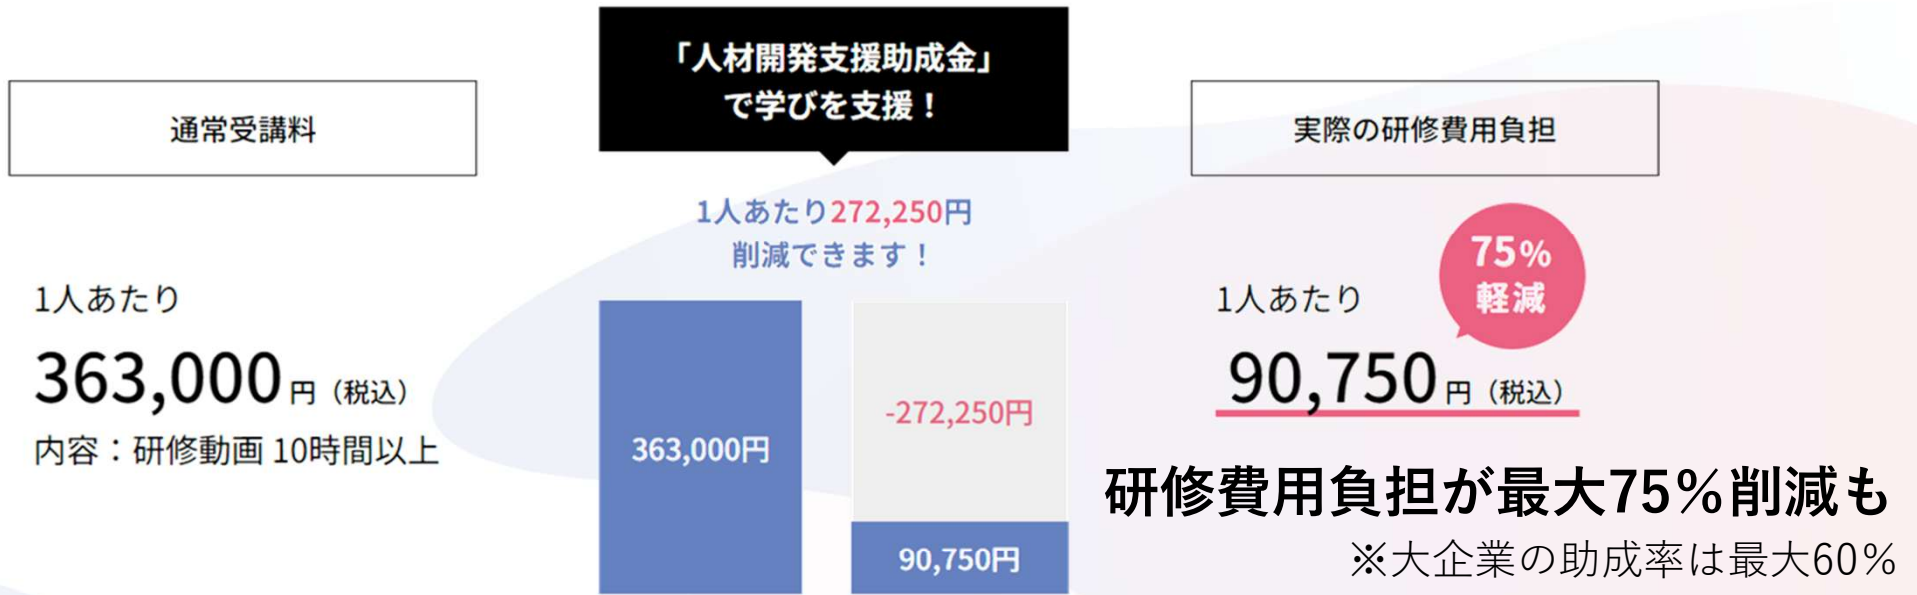 通常受講料
1人あたり
363,000円（税込）
内容：研修動画 10時間以上
「人材開発支援助成金」
で学びを支援！
1人あたり272,250円
削減できます！
363,000円
-272,250円
90,750円
実際の研修費用負担
75%
軽減
1人あたり
90,750円（税込）
研修費用負担が最大75％削減も
※大企業の助成率は最大60％